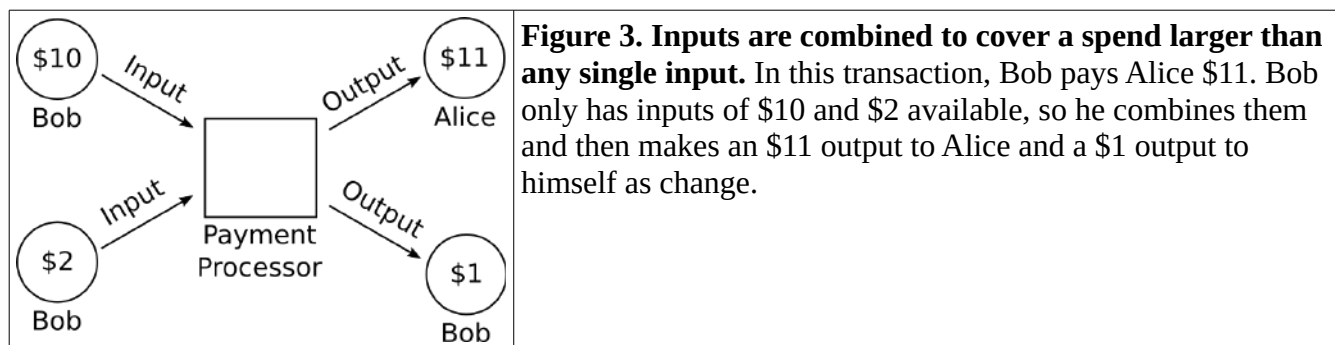 $10
Bob
Input
$2
Bob
Input
Payment
Processor
Output
$11
Alice
Output
$1
Bob
Figure 3. Inputs are combined to cover a spend larger than
any single input. In this transaction, Bob pays Alice $11. Bob
only has inputs of $10 and $2 available, so he combines them
and then makes an $11 output to Alice and a $1 output to
himself as change.